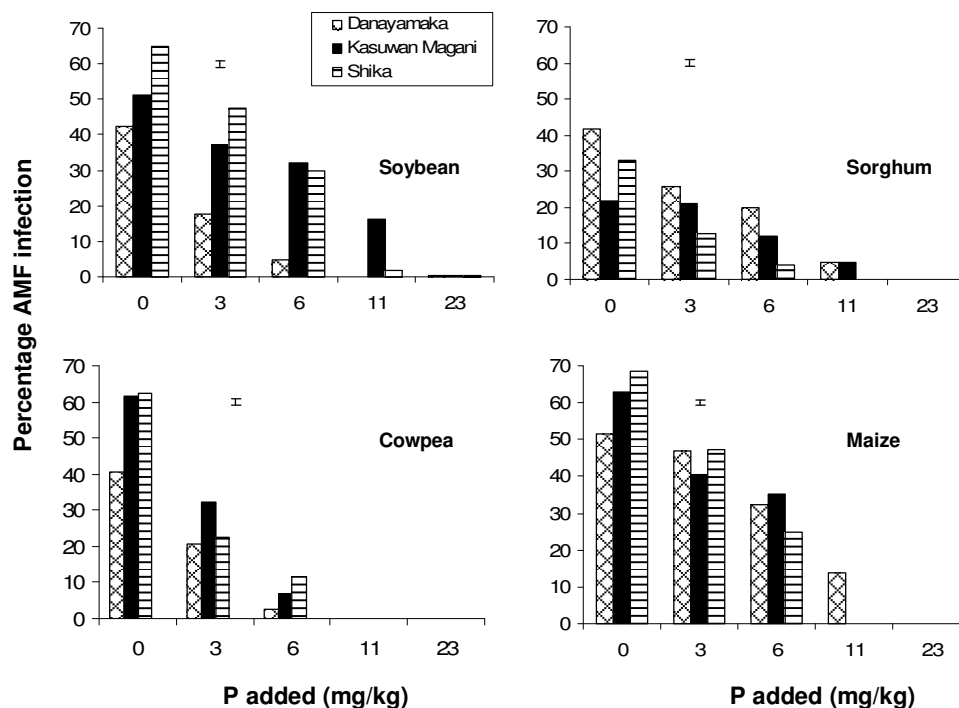 Percentage AMF infection
70
60
50
40
30
20
10
0
Danayamaka
Kasuwan Magani
Shika
Soybean
0 3 6 11 23
70
60
50
40
30
20
10
0
Sorghum
0 3 6 11 23
70
60
50
40
30
20
10
0
Cowpea
0 3 6 11 23
P added (mg/kg)
70
60
50
40
30
20
10
0
Maize
0 3 6 11 23
P added (mg/kg)